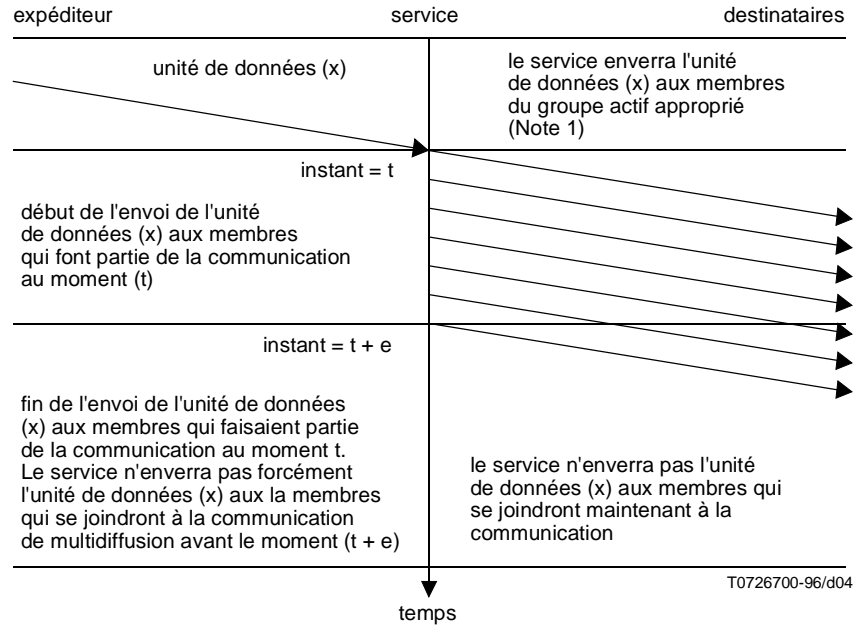 expéditeur
service
destinataires
unité de données (x)
le service enverra l'unité
de données (x) aux membres
du groupe actif approprié
(Note 1)
instant = t
début de l'envoi de l'unité
de données (x) aux membres
qui font partie de la communication
au moment (t)
instant = t + e
fin de l'envoi de l'unité de données
(x) aux membres qui faisaient partie
de la communication au moment t.
Le service n'enverra pas forcément
l'unité de données (x) aux la membres
qui se joindront à la communication
de multidiffusion avant le moment (t + e)
le service n'enverra pas l'unité
de données (x) aux membres qui
se joindront maintenant à la
communication
T0726700-96/d04
temps